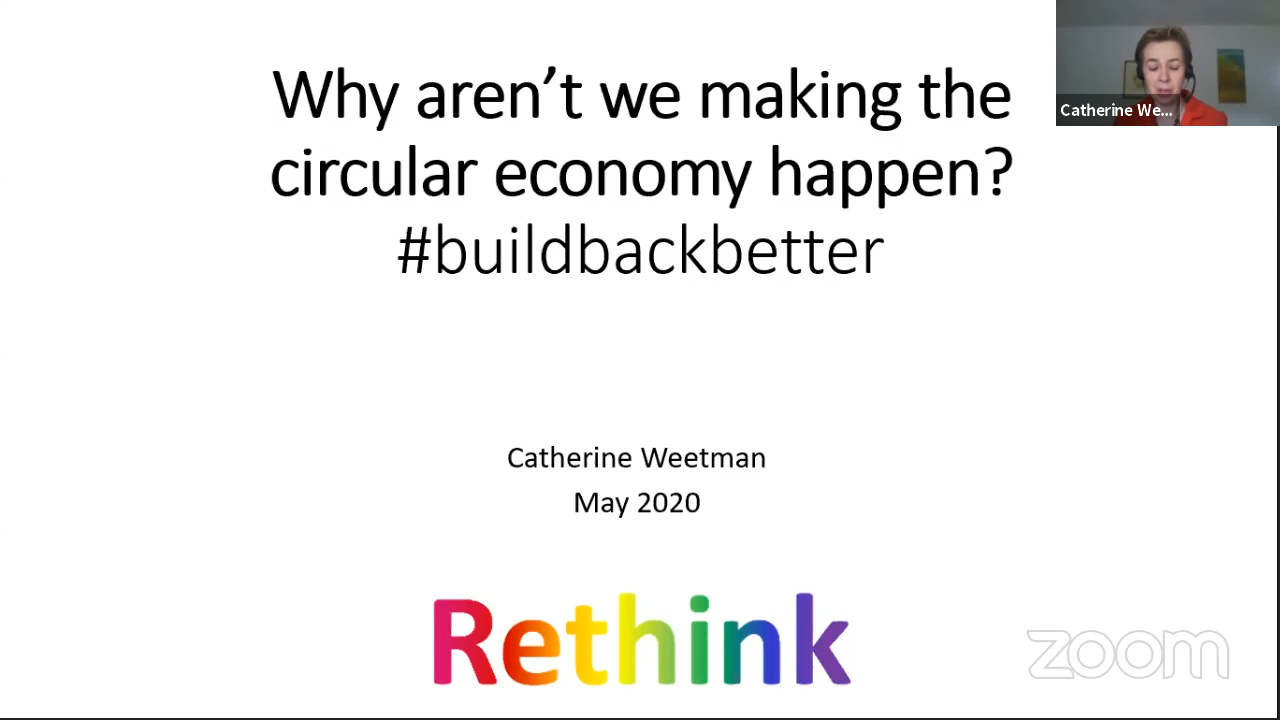 Why aren’t we making the
circular economy happen?
#buildbackbetter
Catherine We...
Catherine Weetman
May 2020
Rethink
zoom